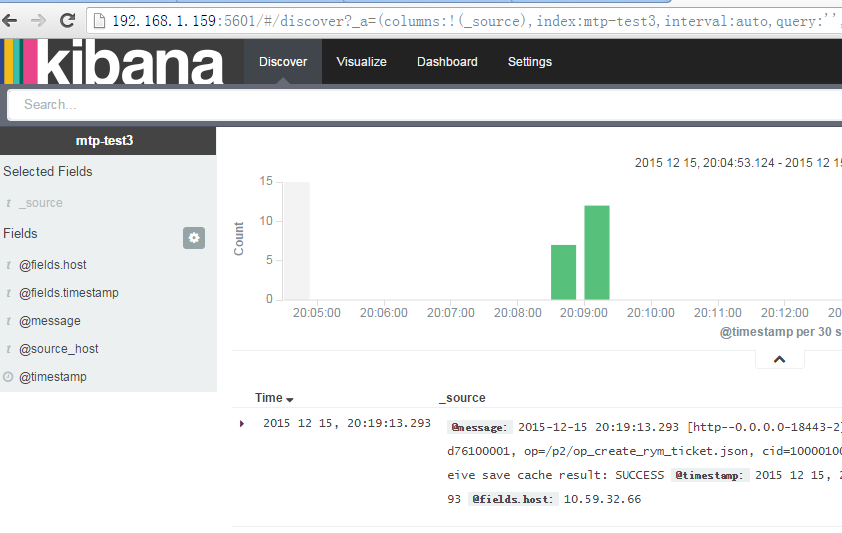 192.168.1.159:5601/#/discover?_a=(columns:!(_source),index:mtp-test3,interval:auto,query:'',
kibana
Discover Visualize Dashboard Settings
Search...
mtp-test3
Selected Fields
t _source
Fields
t @fields.host
t @fields.timestamp
t @message
t @source_host
@timestamp
2015 12 15, 20:04:53.124 - 2015 12 15
15
10
5
0
Count
20:05:00 20:06:00 20:07:00 20:08:00 20:09:00 20:10:00 20:11:00 20:12:00 20
@timestamp per 30 s
Time _source
2015 12 15, 20:19:13.293 @message: 2015-12-15 20:19:13.293 [http--0.0.0.0-18443-2]
d76100001, op=/p2/op_create_rym_ticket.json, cid=1000010
eive save cache result: SUCCESS @timestamp: 2015 12 15, 2
93 @fields.host: 10.59.32.66